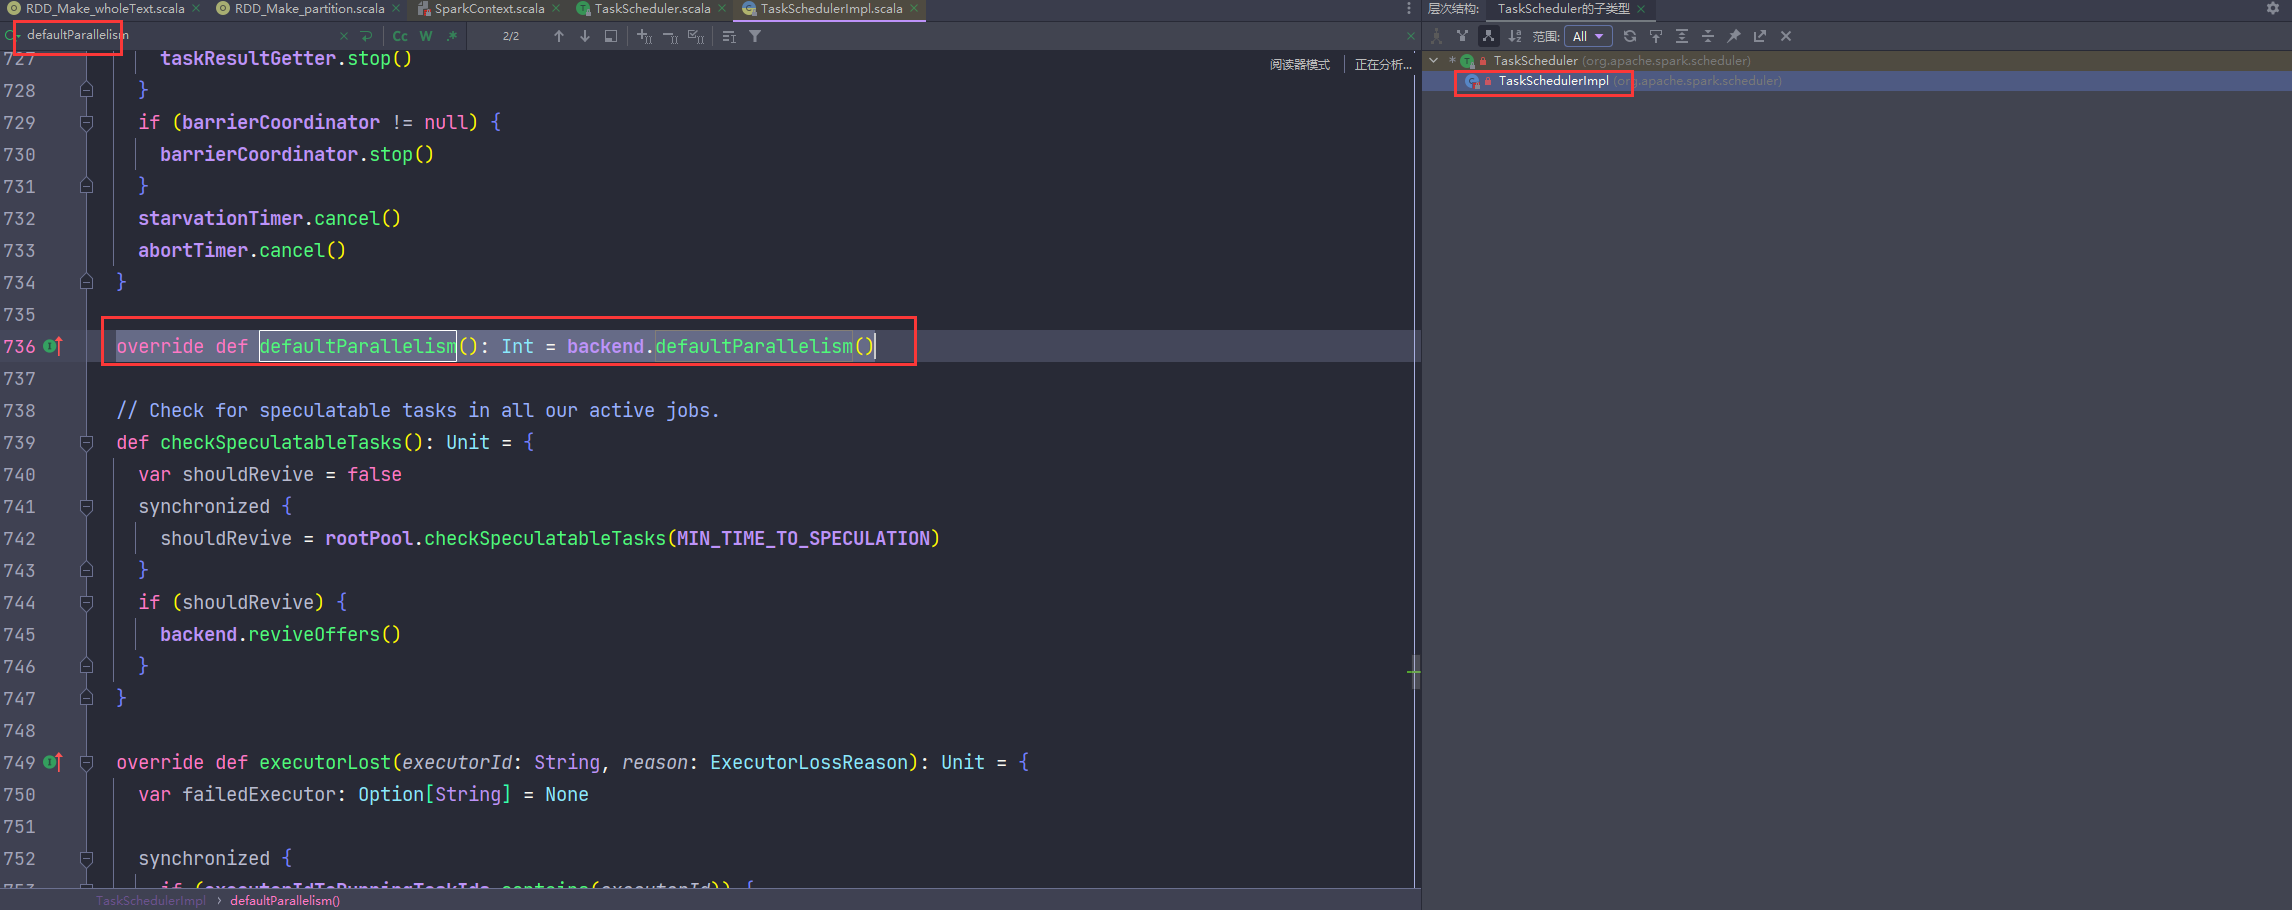 RDD_Make_wholeText.scala RDD_Make_partition.scala SparkContext.scala TaskScheduler.scala TaskSchedulerImpl.scala
defaultParallelism Cc W .* 2/2
阅读器模式 正在分析...
727 taskResultGetter.stop()
728 }
729 if (barrierCoordinator != null) {
730 barrierCoordinator.stop()
731 }
732 starvationTimer.cancel()
733 abortTimer.cancel()
734 }
735
736 override def defaultParallelism(): Int = backend.defaultParallelism()
737
738 // Check for speculatable tasks in all our active jobs.
739 def checkSpeculatableTasks(): Unit = {
740 var shouldRevive = false
741 synchronized {
742 shouldRevive = rootPool.checkSpeculatableTasks(MIN_TIME_TO_SPECULATION)
743 }
744 if (shouldRevive) {
745 backend.reviveOffers()
746 }
747 }
748
749 override def executorLost(executorId: String, reason: ExecutorLossReason): Unit = {
750 var failedExecutor: Option[String] = None
751
752 synchronized {
753 if (executorIdToRunningTaskIds.contains(executorId)) {
TaskSchedulerImpl › defaultParallelism()
层次结构: TaskScheduler的子类型
范围: All
TaskScheduler (org.apache.spark.scheduler)
TaskSchedulerImpl (org.apache.spark.scheduler)